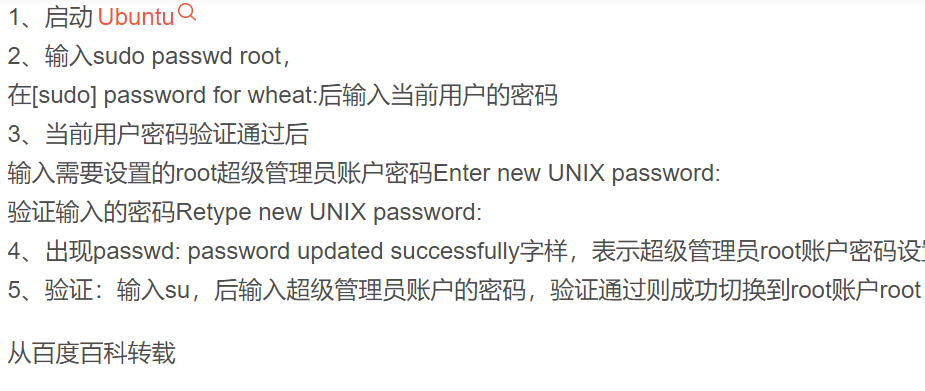 1、启动 Ubuntu
2、输入sudo passwd root，
在[sudo] password for wheat:后输入当前用户的密码
3、当前用户密码验证通过后
输入需要设置的root超级管理员账户密码Enter new UNIX password:
验证输入的密码Retype new UNIX password:
4、出现passwd: password updated successfully字样，表示超级管理员root账户密码设
5、验证：输入su，后输入超级管理员账户的密码，验证通过则成功切换到root账户root
从百度百科转载